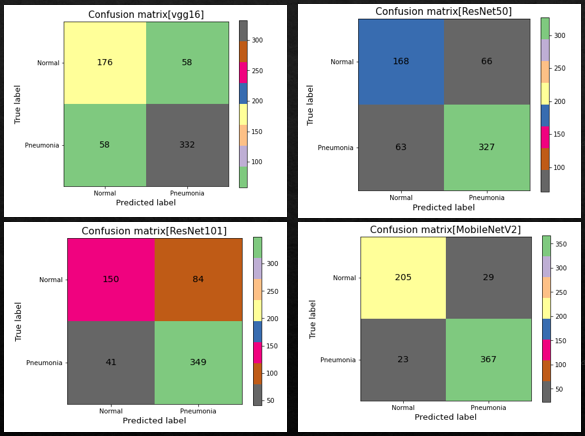 Confusion matrix[vgg16]
True label
Normal
Pneumonia
176
58
58
332
Normal
Pneumonia
Predicted label
300
250
200
150
100
Confusion matrix[ResNet50]
True label
Normal
Pneumonia
168
66
63
327
Normal
Pneumonia
Predicted label
300
250
200
150
100
Confusion matrix[ResNet101]
True label
Normal
Pneumonia
150
84
41
349
Normal
Pneumonia
Predicted label
300
250
200
150
100
50
Confusion matrix[MobileNetV2]
True label
Normal
Pneumonia
205
29
23
367
Normal
Pneumonia
Predicted label
350
300
250
200
150
100
50